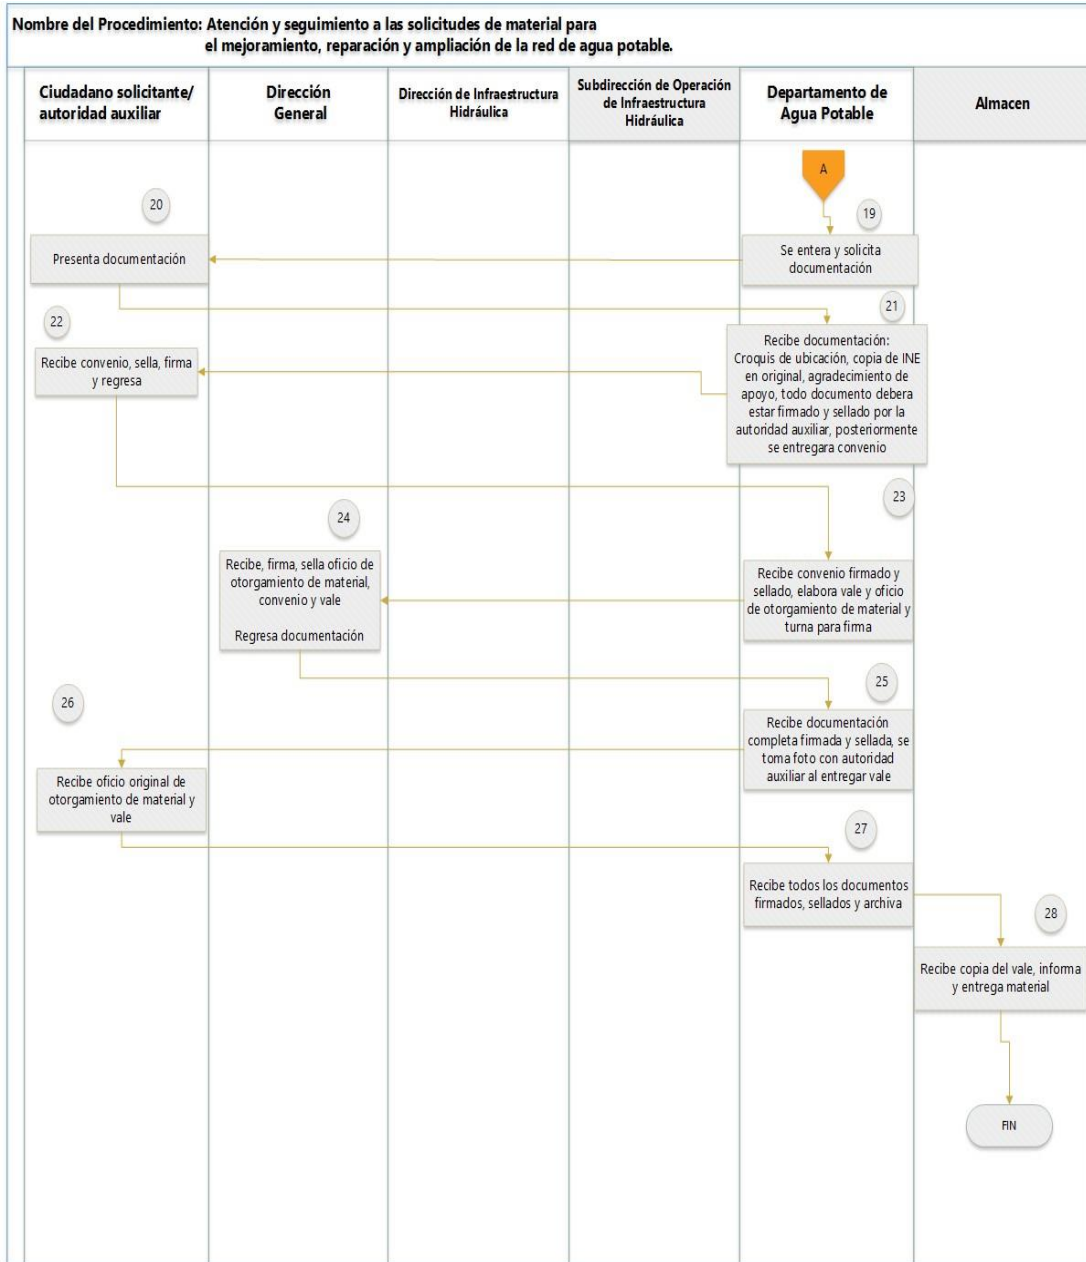 Nombre del Procedimiento: Atención y seguimiento a las solicitudes de material para
el mejoramiento, reparación y ampliación de la red de agua potable.
Ciudadano solicitante/
autoridad auxiliar
Dirección
General
Dirección de Infraestructura
Hidráulica
Subdirección de Operación
de Infraestructura
Hidráulica
Departamento de
Agua Potable
Almacen
A
19
Se entera y solicita
documentación
20
Presenta documentación
21
Recibe documentación:
Croquis de ubicación, copia de INE
en original, agradecimiento de
apoyo, todo documento debera
estar firmado y sellado por la
autoridad auxiliar, posteriormente
se entregara convenio
22
Recibe convenio, sella, firma
y regresa
23
Recibe convenio firmado y
sellado, elabora vale y oficio
de otorgamiento de material y
turna para firma
24
Recibe, firma, sella oficio de
otorgamiento de material,
convenio y vale
Regresa documentación
25
Recibe documentación
completa firmada y sellada, se
toma foto con autoridad
auxiliar al entregar vale
26
Recibe oficio original de
otorgamiento de material y
vale
27
Recibe todos los documentos
firmados, sellados y archiva
28
Recibe copia del vale, informa
y entrega material
FIN